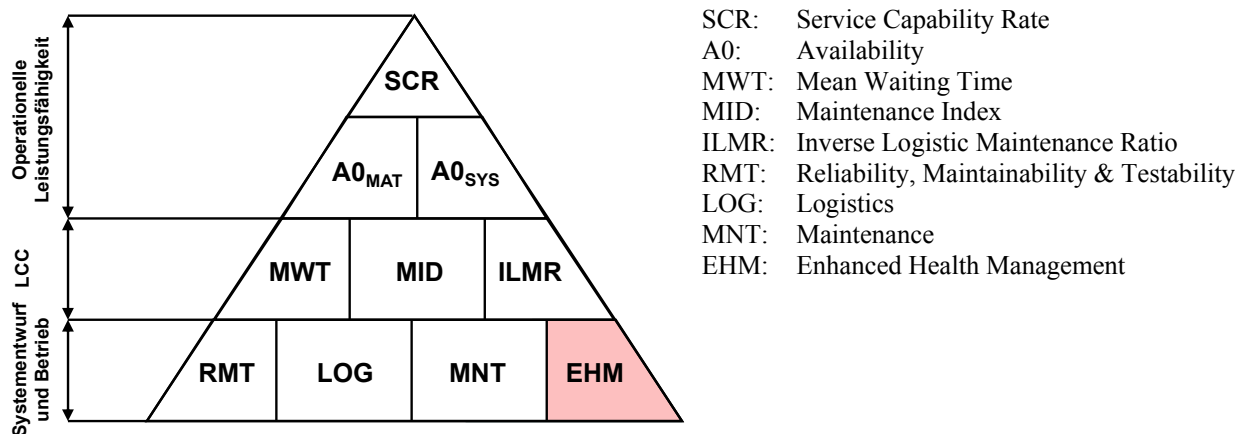 Operationelle
Leistungsfähigkeit
LCC
Systementwurf
und Betrieb
SCR
A0MAT
A0SYS
MWT
MID
ILMR
RMT
LOG
MNT
EHM
SCR: Service Capability Rate
A0: Availability
MWT: Mean Waiting Time
MID: Maintenance Index
ILMR: Inverse Logistic Maintenance Ratio
RMT: Reliability, Maintainability & Testability
LOG: Logistics
MNT: Maintenance
EHM: Enhanced Health Management